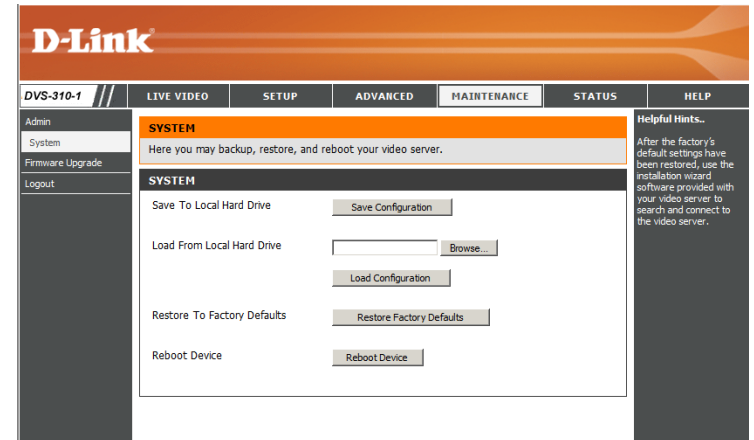 D-Link
DVS-310-1
LIVE VIDEO
SETUP
ADVANCED
MAINTENANCE
STATUS
HELP
Admin
System
Firmware Upgrade
Logout
SYSTEM
Here you may backup, restore, and reboot your video server.
SYSTEM
Save To Local Hard Drive
Save Configuration
Load From Local Hard Drive
Browse...
Load Configuration
Restore To Factory Defaults
Restore Factory Defaults
Reboot Device
Reboot Device
Helpful Hints..
After the factory's
default settings have
been restored, use the
installation wizard
software provided with
your video server to
search and connect to
the video server.